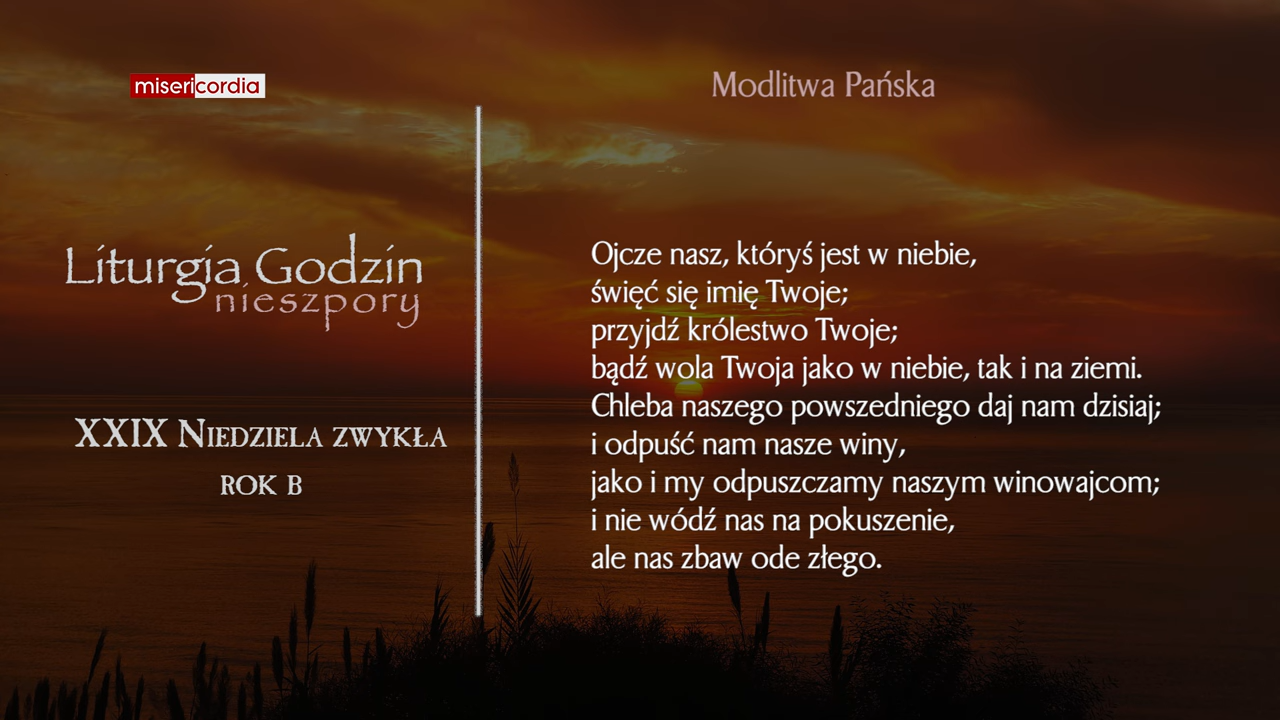 misericordia
Liturgia Godzin
nieszpory
XXIX Niedziela zwykła
rok B
Modlitwa Pańska
Ojcze nasz, któryś jest w niebie,
święć się imię Twoje;
przyjdź królestwo Twoje;
bądź wola Twoja jako w niebie, tak i na ziemi.
Chleba naszego powszedniego daj nam dzisiaj;
i odpuść nam nasze winy,
jako i my odpuszczamy naszym winowajcom;
i nie wódź nas na pokuszenie,
ale nas zbaw ode złego.